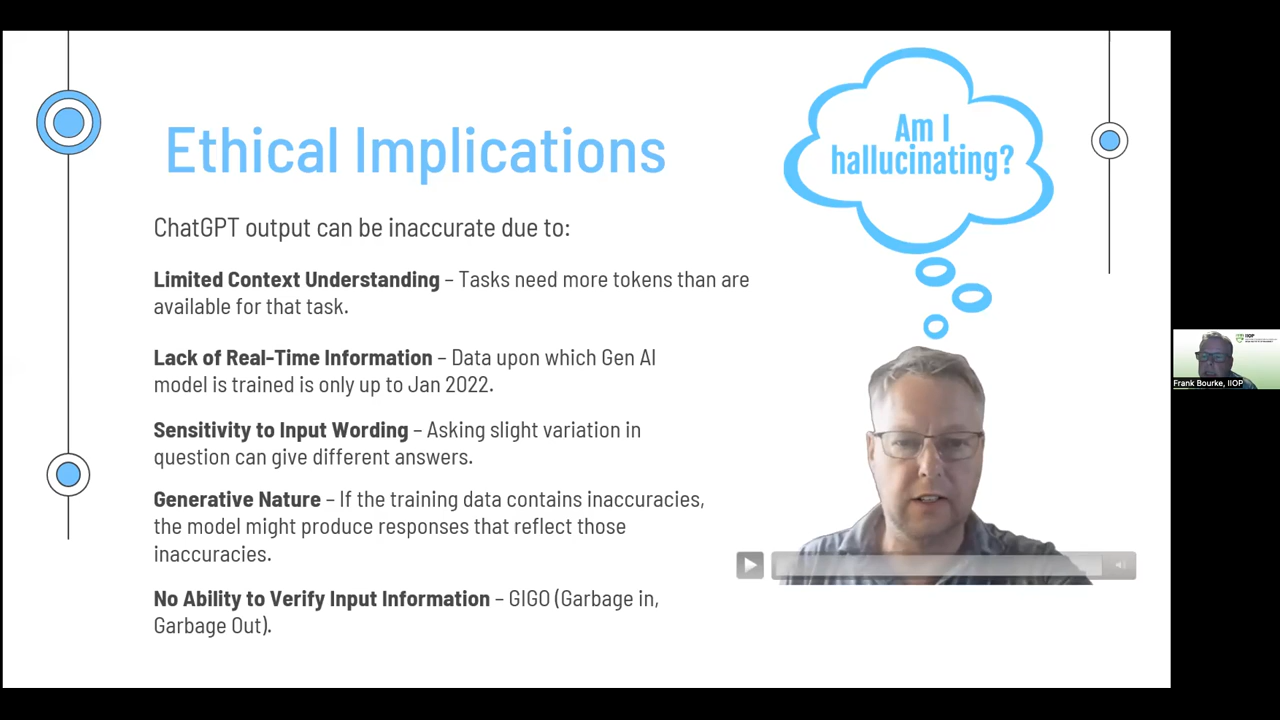 Ethical Implications
Am I
hallucinating?
ChatGPT output can be inaccurate due to:
Limited Context Understanding – Tasks need more tokens than are
available for that task.
Lack of Real-Time Information – Data upon which Gen AI
model is trained is only up to Jan 2022.
Sensitivity to Input Wording – Asking slight variation in
question can give different answers.
Generative Nature – If the training data contains inaccuracies,
the model might produce responses that reflect those
inaccuracies.
No Ability to Verify Input Information – GIGO (Garbage in,
Garbage Out).
IIOP
Frank Bourke, IIOP